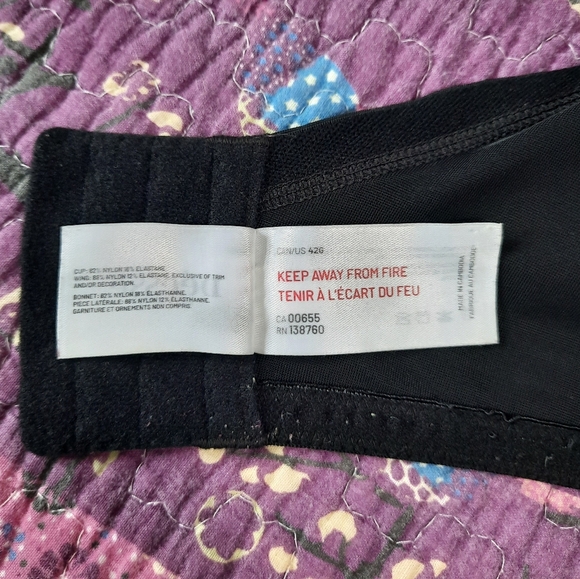 CUP: 82% NYLON 18% ELASTANE.
WING: 88% NYLON 12% ELASTANE, EXCLUSIVE OF TRIM
AND/OR DECORATION.
BONNET: 82% NYLON 18% ÉLASTHANNE.
PIÈCE LATÉRALE: 88% NYLON 12% ÉLASTHANNE.
GARNITURE ET ORNEMENTS NON COMPRIS.
CAN/US 42G
KEEP AWAY FROM FIRE
TENIR À L'ÉCART DU FEU
CA 00655
RN 138760
MADE IN CAMBODIA
FABRIQUÉ AU CAMBODGE